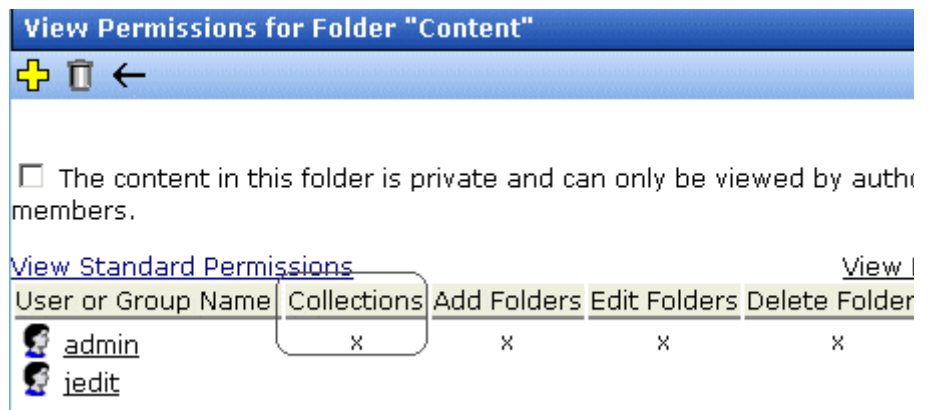 View Permissions for Folder "Content"
The content in this folder is private and can only be viewed by
members.
View Standard Permissions View
User or Group Name Collections Add Folders Edit Folders Delete Folder
admin x x x x
jedit